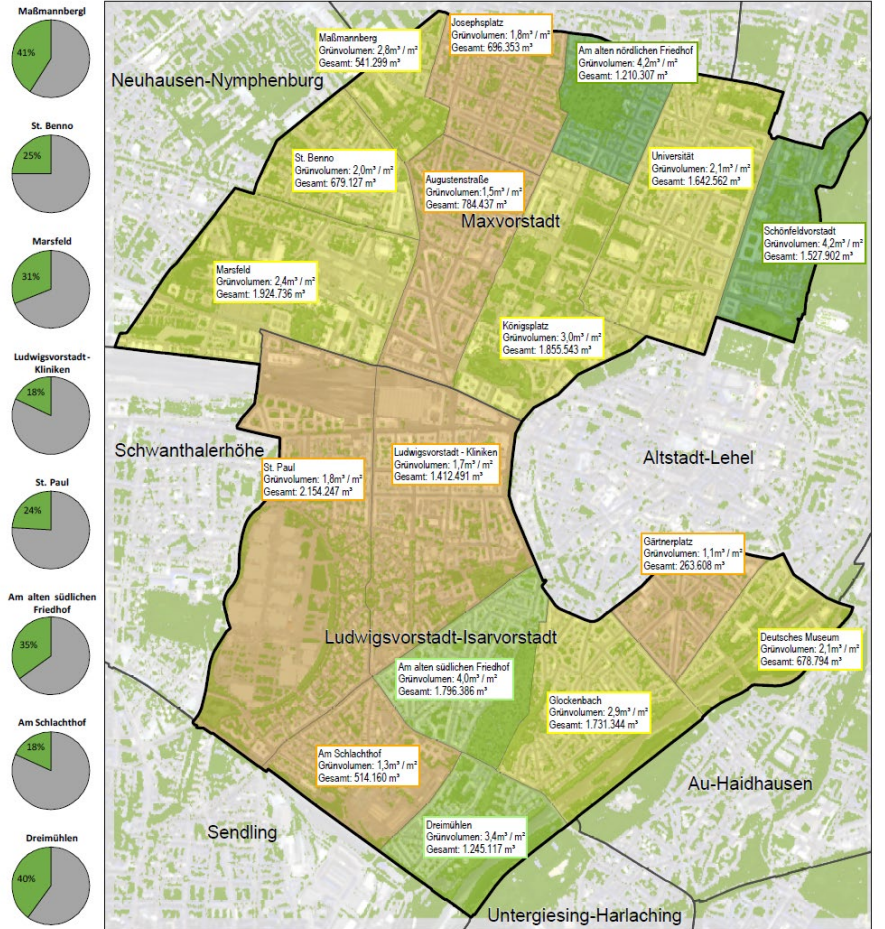 Maßmannbergl
41%
St. Benno
25%
Marsfeld
31%
Ludwigsvorstadt-
Kliniken
18%
St. Paul
24%
Am alten südlichen
Friedhof
35%
Am Schlachthof
18%
Dreimühlen
40%
Neuhausen-Nymphenburg
Maßmannberg
Grünvolumen: 2,8m³ / m²
Gesamt: 541.299 m³
Josephsplatz
Grünvolumen: 1,8m³ / m²
Gesamt: 696.353 m³
Am alten nördlichen Friedhof
Grünvolumen: 4,2m³ / m²
Gesamt: 1.210.307 m³
St. Benno
Grünvolumen: 2,0m³ / m²
Gesamt: 679.127 m³
Augustenstraße
Grünvolumen:1,5m³ / m²
Gesamt: 784.437 m³
Universität
Grünvolumen: 2,1m³ / m²
Gesamt: 1.642.562 m³
Maxvorstadt
Schönfeldvorstadt
Grünvolumen: 4,2m³ / m²
Gesamt: 1.527.902 m³
Marsfeld
Grünvolumen: 2,4m³ / m²
Gesamt: 1.924.736 m³
Königsplatz
Grünvolumen: 3,0m³ / m²
Gesamt: 1.855.543 m³
Schwanthalerhöhe
St. Paul
Grünvolumen: 1,8m³ / m²
Gesamt: 2.154.247 m³
Ludwigsvorstadt - Kliniken
Grünvolumen: 1,7m³ / m²
Gesamt: 1.412.491 m³
Altstadt-Lehel
Gärtnerplatz
Grünvolumen: 1,1m³ / m²
Gesamt: 263.608 m³
Ludwigsvorstadt-Isarvorstadt
Deutsches Museum
Grünvolumen: 2,1m³ / m²
Gesamt: 678.794 m³
Am alten südlichen Friedhof
Grünvolumen: 4,0m³ / m²
Gesamt: 1.796.386 m³
Glockenbach
Grünvolumen: 2,9m³ / m²
Gesamt: 1.731.344 m³
Am Schlachthof
Grünvolumen: 1,3m³ / m²
Gesamt: 514.160 m³
Au-Haidhausen
Sendling
Dreimühlen
Grünvolumen: 3,4m³ / m²
Gesamt: 1.245.117 m³
Untergiesing-Harlaching